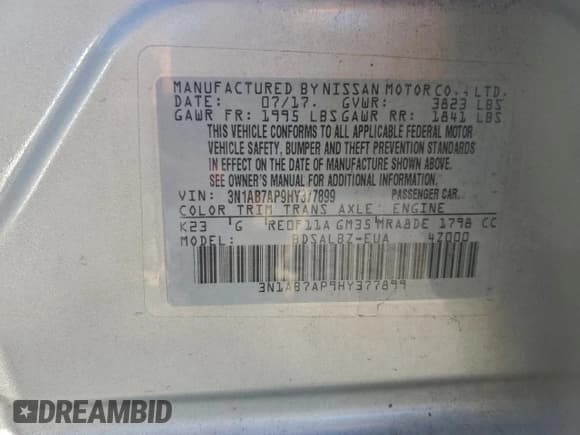 MANUFACTURED BY NISSAN MOTOR CO., LTD.
DATE: 07/17. GVWR: 3823 LBS
GAWR FR: 1995 LBS GAWR RR: 1841 LBS
THIS VEHICLE CONFORMS TO ALL APPLICABLE FEDERAL MOTOR
VEHICLE SAFETY, BUMPER AND THEFT PREVENTION STANDARDS
IN EFFECT ON THE DATE OF MANUFACTURE SHOWN ABOVE.
SEE OWNER'S MANUAL FOR ADDITIONAL INFORMATION.
VIN: 3N1AB7AP9HY377899 PASSENGER CAR
COLOR TRIM TRANS AXLE ENGINE
K23 G RE0F11A GM35 MRA8DE 1798 CC
MODEL: BDSALBZ-EUA 4Z000
3N1AB7AP9HY377899
DREAMBID